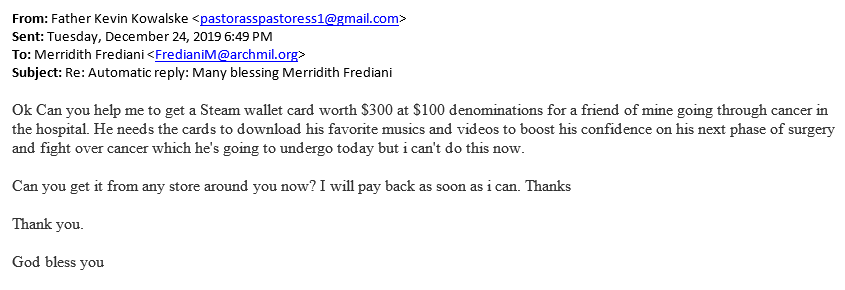 From: Father Kevin Kowalske <pastorasspastoress1@gmail.com>
Sent: Tuesday, December 24, 2019 6:49 PM
To: Merridith Frediani <FredianiM@archmil.org>
Subject: Re: Automatic reply: Many blessing Merridith Frediani
Ok Can you help me to get a Steam wallet card worth $300 at $100 denominations for a friend of mine going through cancer in
the hospital. He needs the cards to download his favorite musics and videos to boost his confidence on his next phase of surgery
and fight over cancer which he's going to undergo today but i can't do this now.
Can you get it from any store around you now? I will pay back as soon as i can. Thanks
Thank you.
God bless you